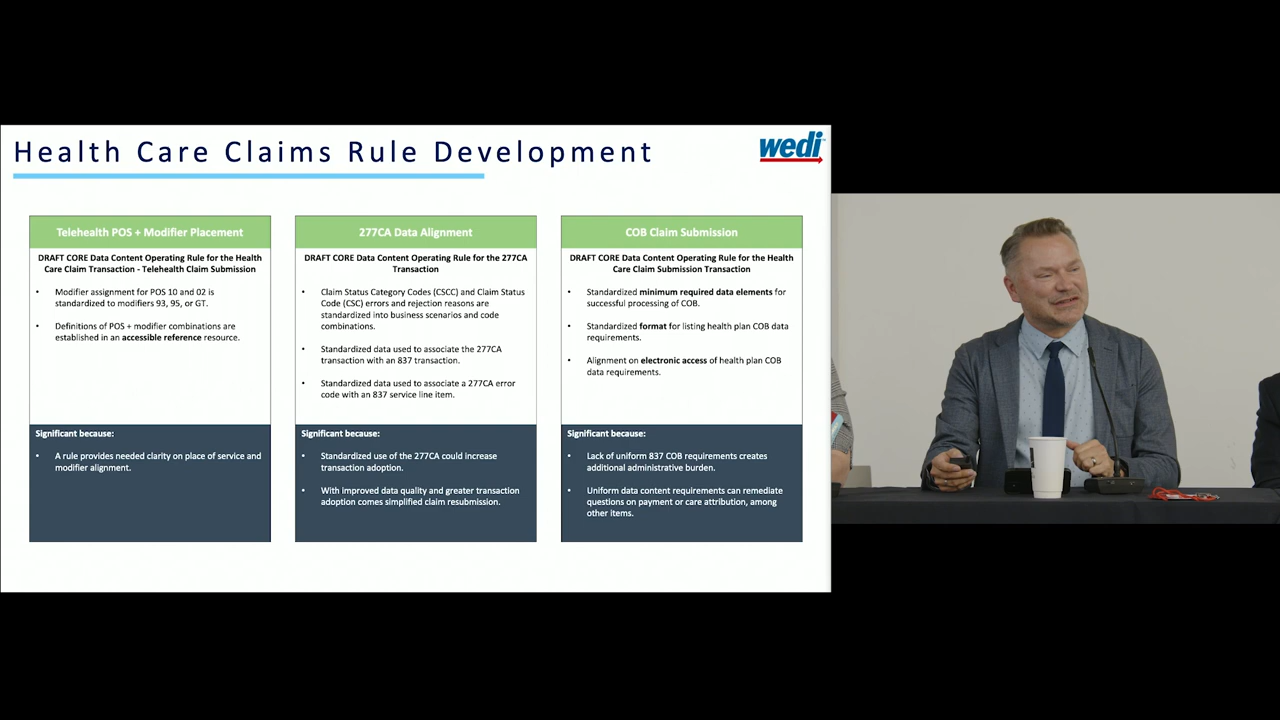 Health Care Claims Rule Development
wedi
Telehealth POS + Modifier Placement
DRAFT CORE Data Content Operating Rule for the Health
Care Claim Transaction - Telehealth Claim Submission
• Modifier assignment for POS 10 and 02 is
standardized to modifiers 93, 95, or GT.
• Definitions of POS + modifier combinations are
established in an accessible reference resource.
Significant because:
• A rule provides needed clarity on place of service and
modifier alignment.
277CA Data Alignment
DRAFT CORE Data Content Operating Rule for the 277CA
Transaction
• Claim Status Category Codes (CSCC) and Claim Status
Code (CSC) errors and rejection reasons are
standardized into business scenarios and code
combinations.
• Standardized data used to associate the 277CA
transaction with an 837 transaction.
• Standardized data used to associate a 277CA error
code with an 837 service line item.
Significant because:
• Standardized use of the 277CA could increase
transaction adoption.
• With improved data quality and greater transaction
adoption comes simplified claim resubmission.
COB Claim Submission
DRAFT CORE Data Content Operating Rule for the Health
Care Claim Submission Transaction
• Standardized minimum required data elements for
successful processing of COB.
• Standardized format for listing health plan COB data
requirements.
• Alignment on electronic access of health plan COB
data requirements.
Significant because:
• Lack of uniform 837 COB requirements creates
additional administrative burden.
• Uniform data content requirements can remediate
questions on payment or care attribution, among
other items.